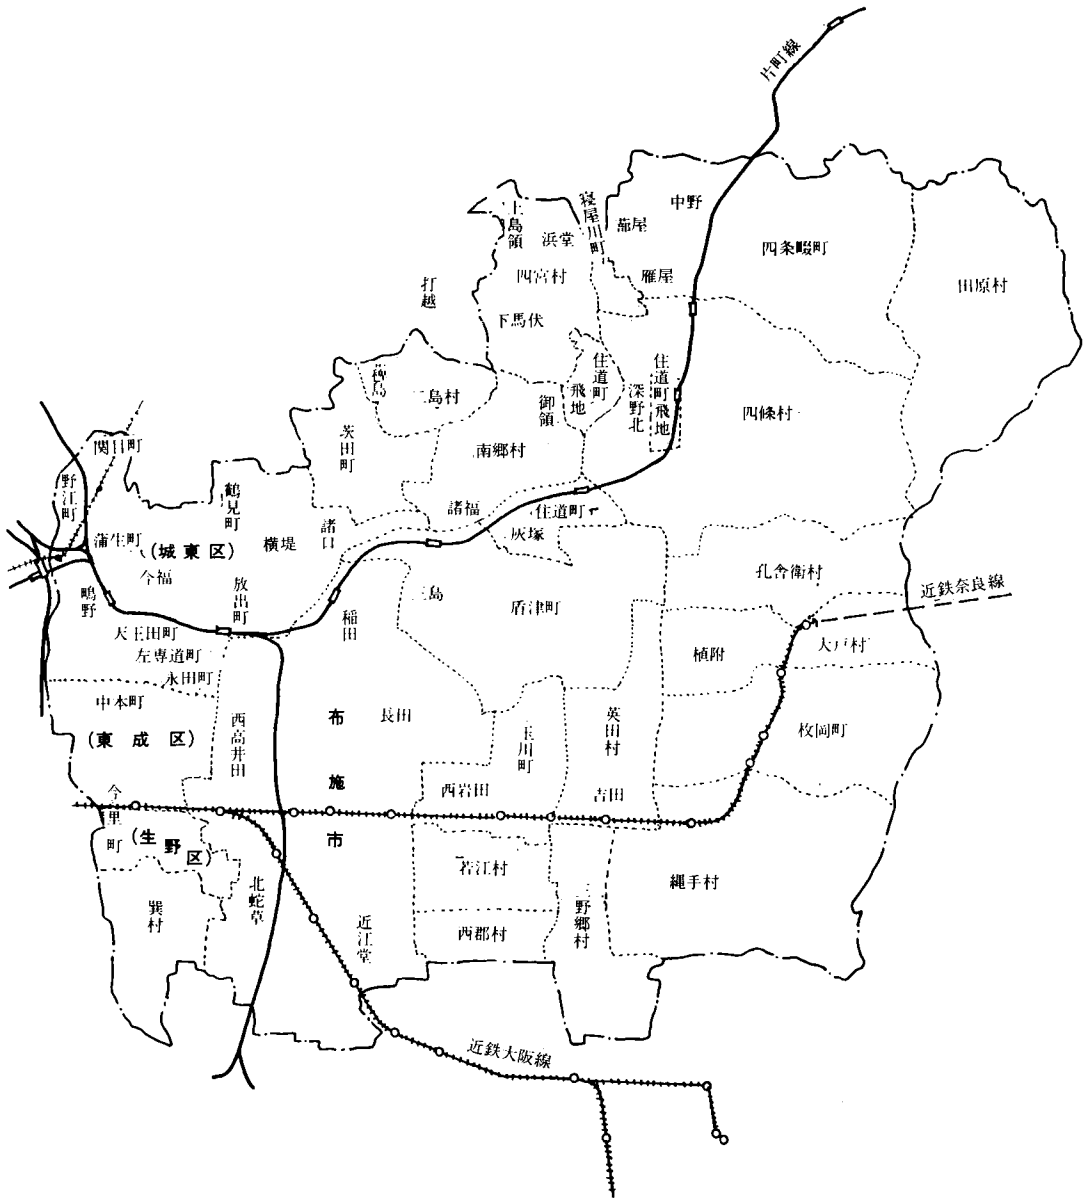 片町線
中野
蔀屋
寝屋川町
四条畷町
田原村
浜堂
四宮村
雁屋
打越
下馬伏
住道町
飛地
住道町飛地
深野北
三島村
御領
四條村
茨田町
南郷村
関目町
野江町
鶴見町
諸口
諸福
住道町
灰塚
蒲生町
(城東区)
横堤
今福
鴫野
放出町
稲田
三島
盾津町
孔舎衛村
近鉄奈良線
天王田町
左専道町
永田町
植附
大戸村
中本町
(東成区)
西高井田
布施市
長田
玉川町
英田村
枚岡町
今里町
西岩田
吉田
(生野区)
若江村
縄手村
巽村
北蛇草
近江堂
西郡村
三野郷村
近鉄大阪線